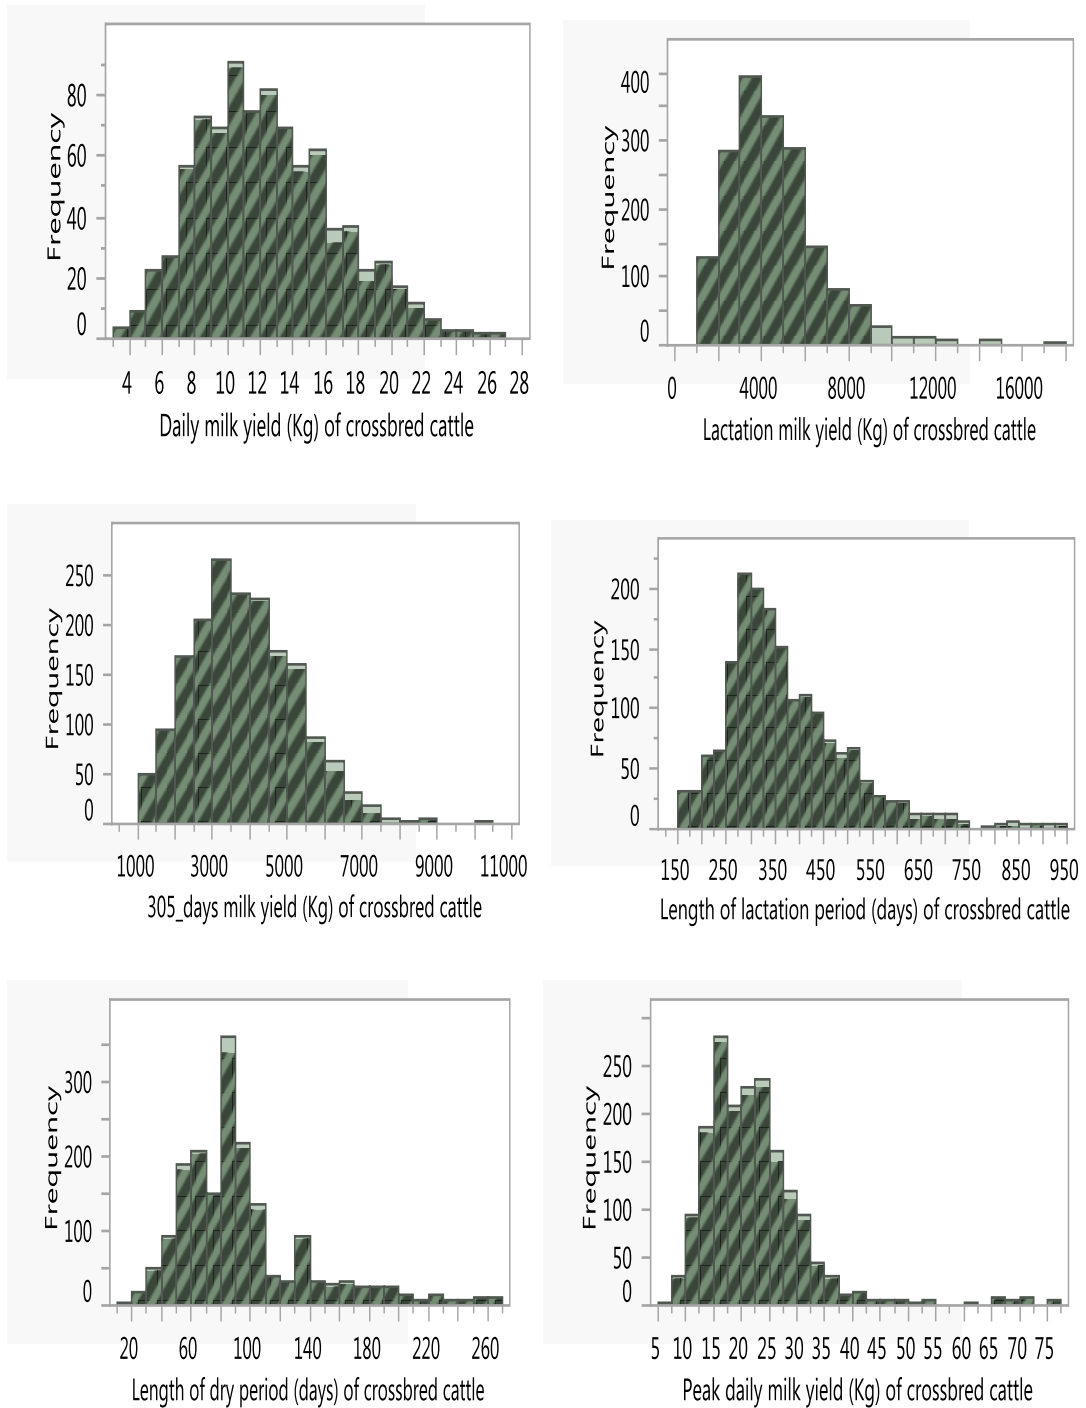 Frequency
80
60
40
20
0
4 6 8 10 12 14 16 18 20 22 24 26 28
Daily milk yield (Kg) of crossbred cattle
Frequency
400
300
200
100
0
0 4000 8000 12000 16000
Lactation milk yield (Kg) of crossbred cattle
Frequency
250
200
150
100
50
0
1000 3000 5000 7000 9000 11000
305_days milk yield (Kg) of crossbred cattle
Frequency
200
150
100
50
0
150 250 350 450 550 650 750 850 950
Length of lactation period (days) of crossbred cattle
Frequency
300
200
100
0
20 60 100 140 180 220 260
Length of dry period (days) of crossbred cattle
Frequency
250
200
150
100
50
0
5 10 15 20 25 30 35 40 45 50 55 60 65 70 75
Peak daily milk yield (Kg) of crossbred cattle